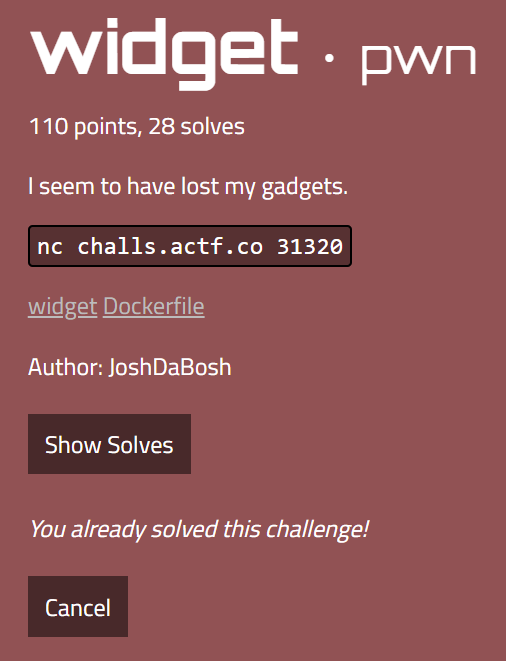 widget · pwn
110 points, 28 solves
I seem to have lost my gadgets.
nc challs.actf.co 31320
widget Dockerfile
Author: JoshDaBosh
Show Solves
You already solved this challenge!
Cancel